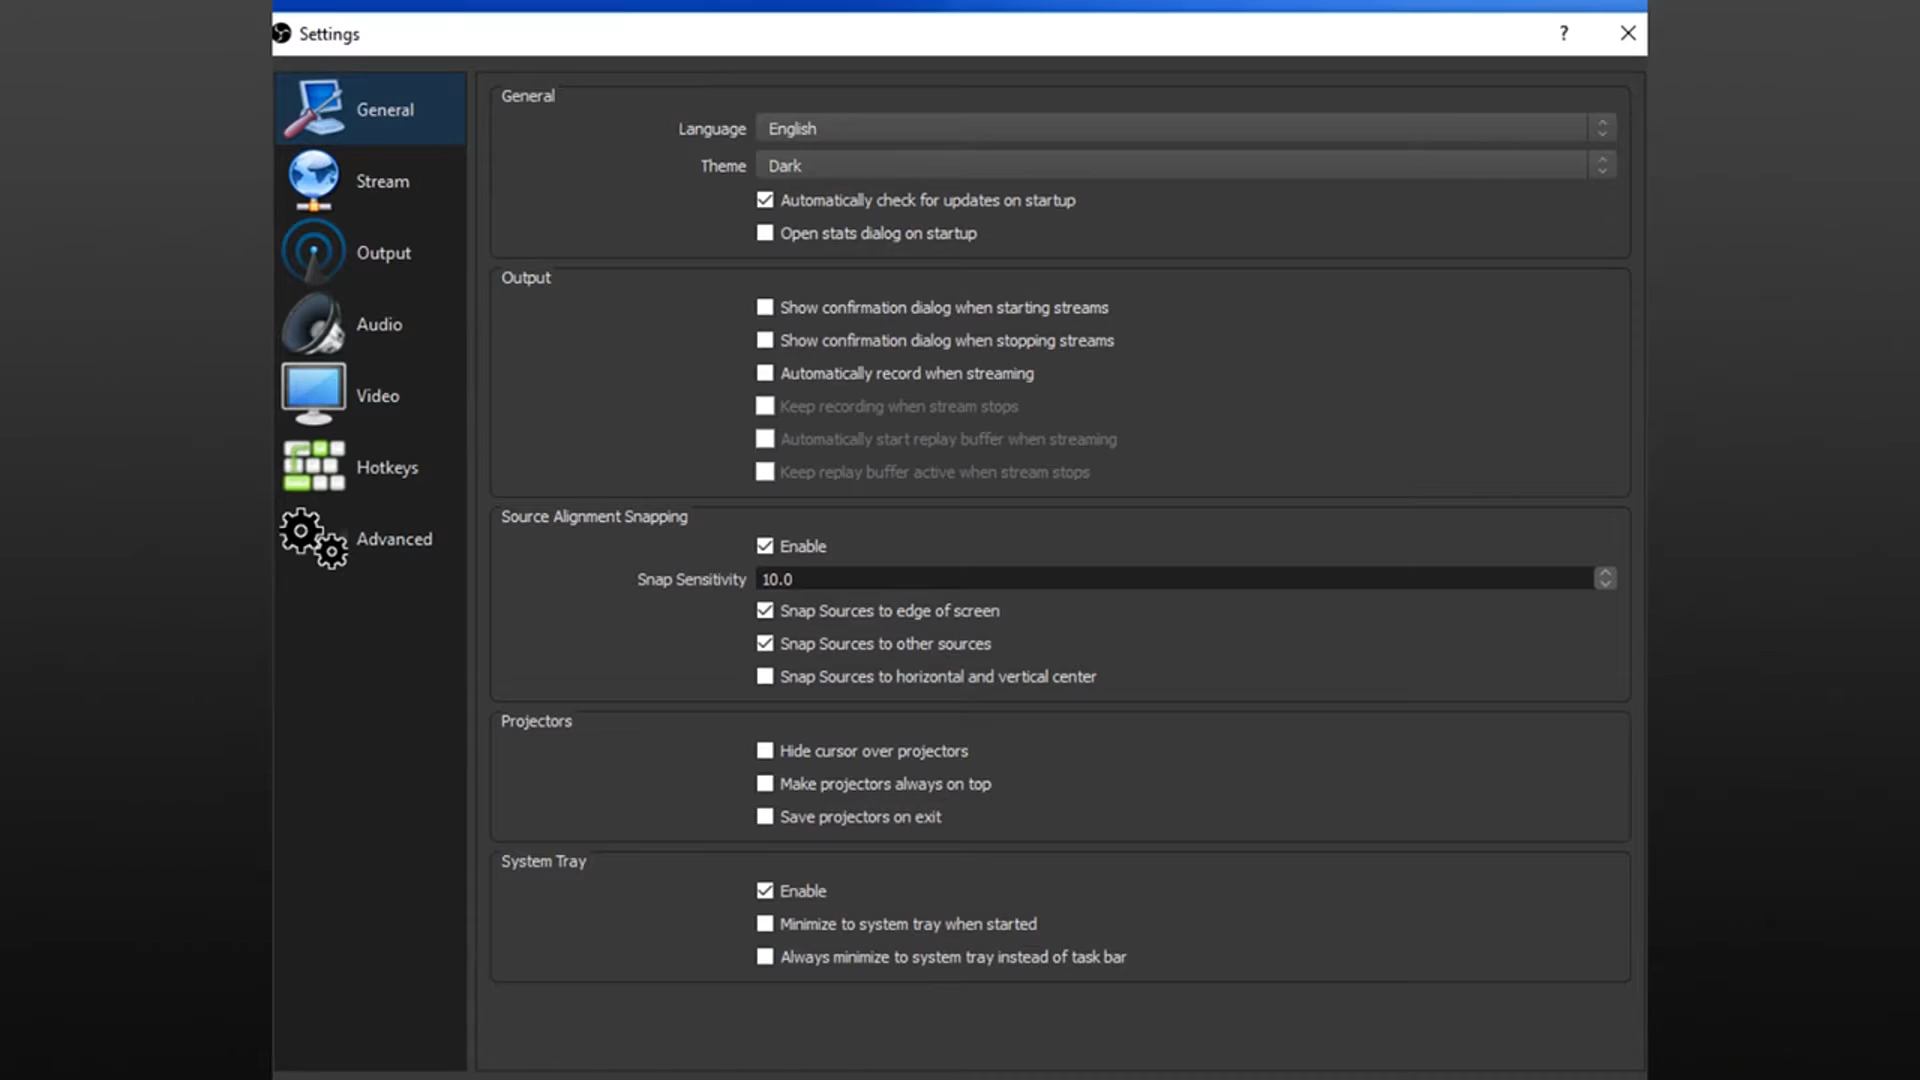 Settings
?
General
Stream
Output
Audio
Video
Hotkeys
Advanced
General
Language English
Theme Dark
Automatically check for updates on startup
Open stats dialog on startup
Output
Show confirmation dialog when starting streams
Show confirmation dialog when stopping streams
Automatically record when streaming
Keep recording when stream stops
Automatically start replay buffer when streaming
Keep replay buffer active when stream stops
Source Alignment Snapping
Enable
Snap Sensitivity 10.0
Snap Sources to edge of screen
Snap Sources to other sources
Snap Sources to horizontal and vertical center
Projectors
Hide cursor over projectors
Make projectors always on top
Save projectors on exit
System Tray
Enable
Minimize to system tray when started
Always minimize to system tray instead of task bar